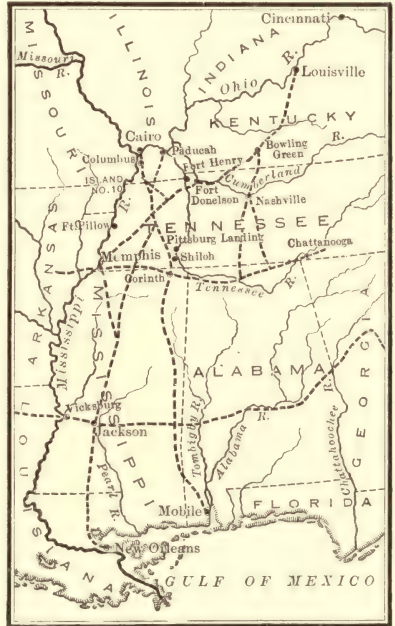 Cincinnati
MISSOURI
ILLINOIS
INDIANA
Missouri
R.
Ohio
R.
Louisville
KENTUCKY
Cairo
Paducah
Columbus
Fort Henry
Bowling
Green
R.
ISLAND
NO. 10
Cumberland
Fort
Donelson
Nashville
R.
TENNESSEE
Ft. Pillow
Pittsburg Landing
Chattanooga
ARKANSAS
Memphis
Shiloh
Corinth
Tennessee
R.
Mississippi
MISSISSIPPI
ALABAMA
GEORGIA
Vicksburg
Jackson
Pearl R.
Tombigby R.
Alabama
R.
Chattahoochee
R.
LOUISIANA
Mobile
FLORIDA
New Orleans
GULF OF MEXICO